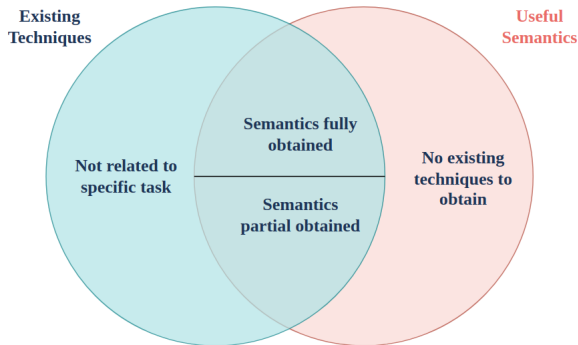 Existing
Techniques
Useful
Semantics
Semantics fully
obtained
Not related to
specific task
No existing
techniques to
obtain
Semantics
partial obtained